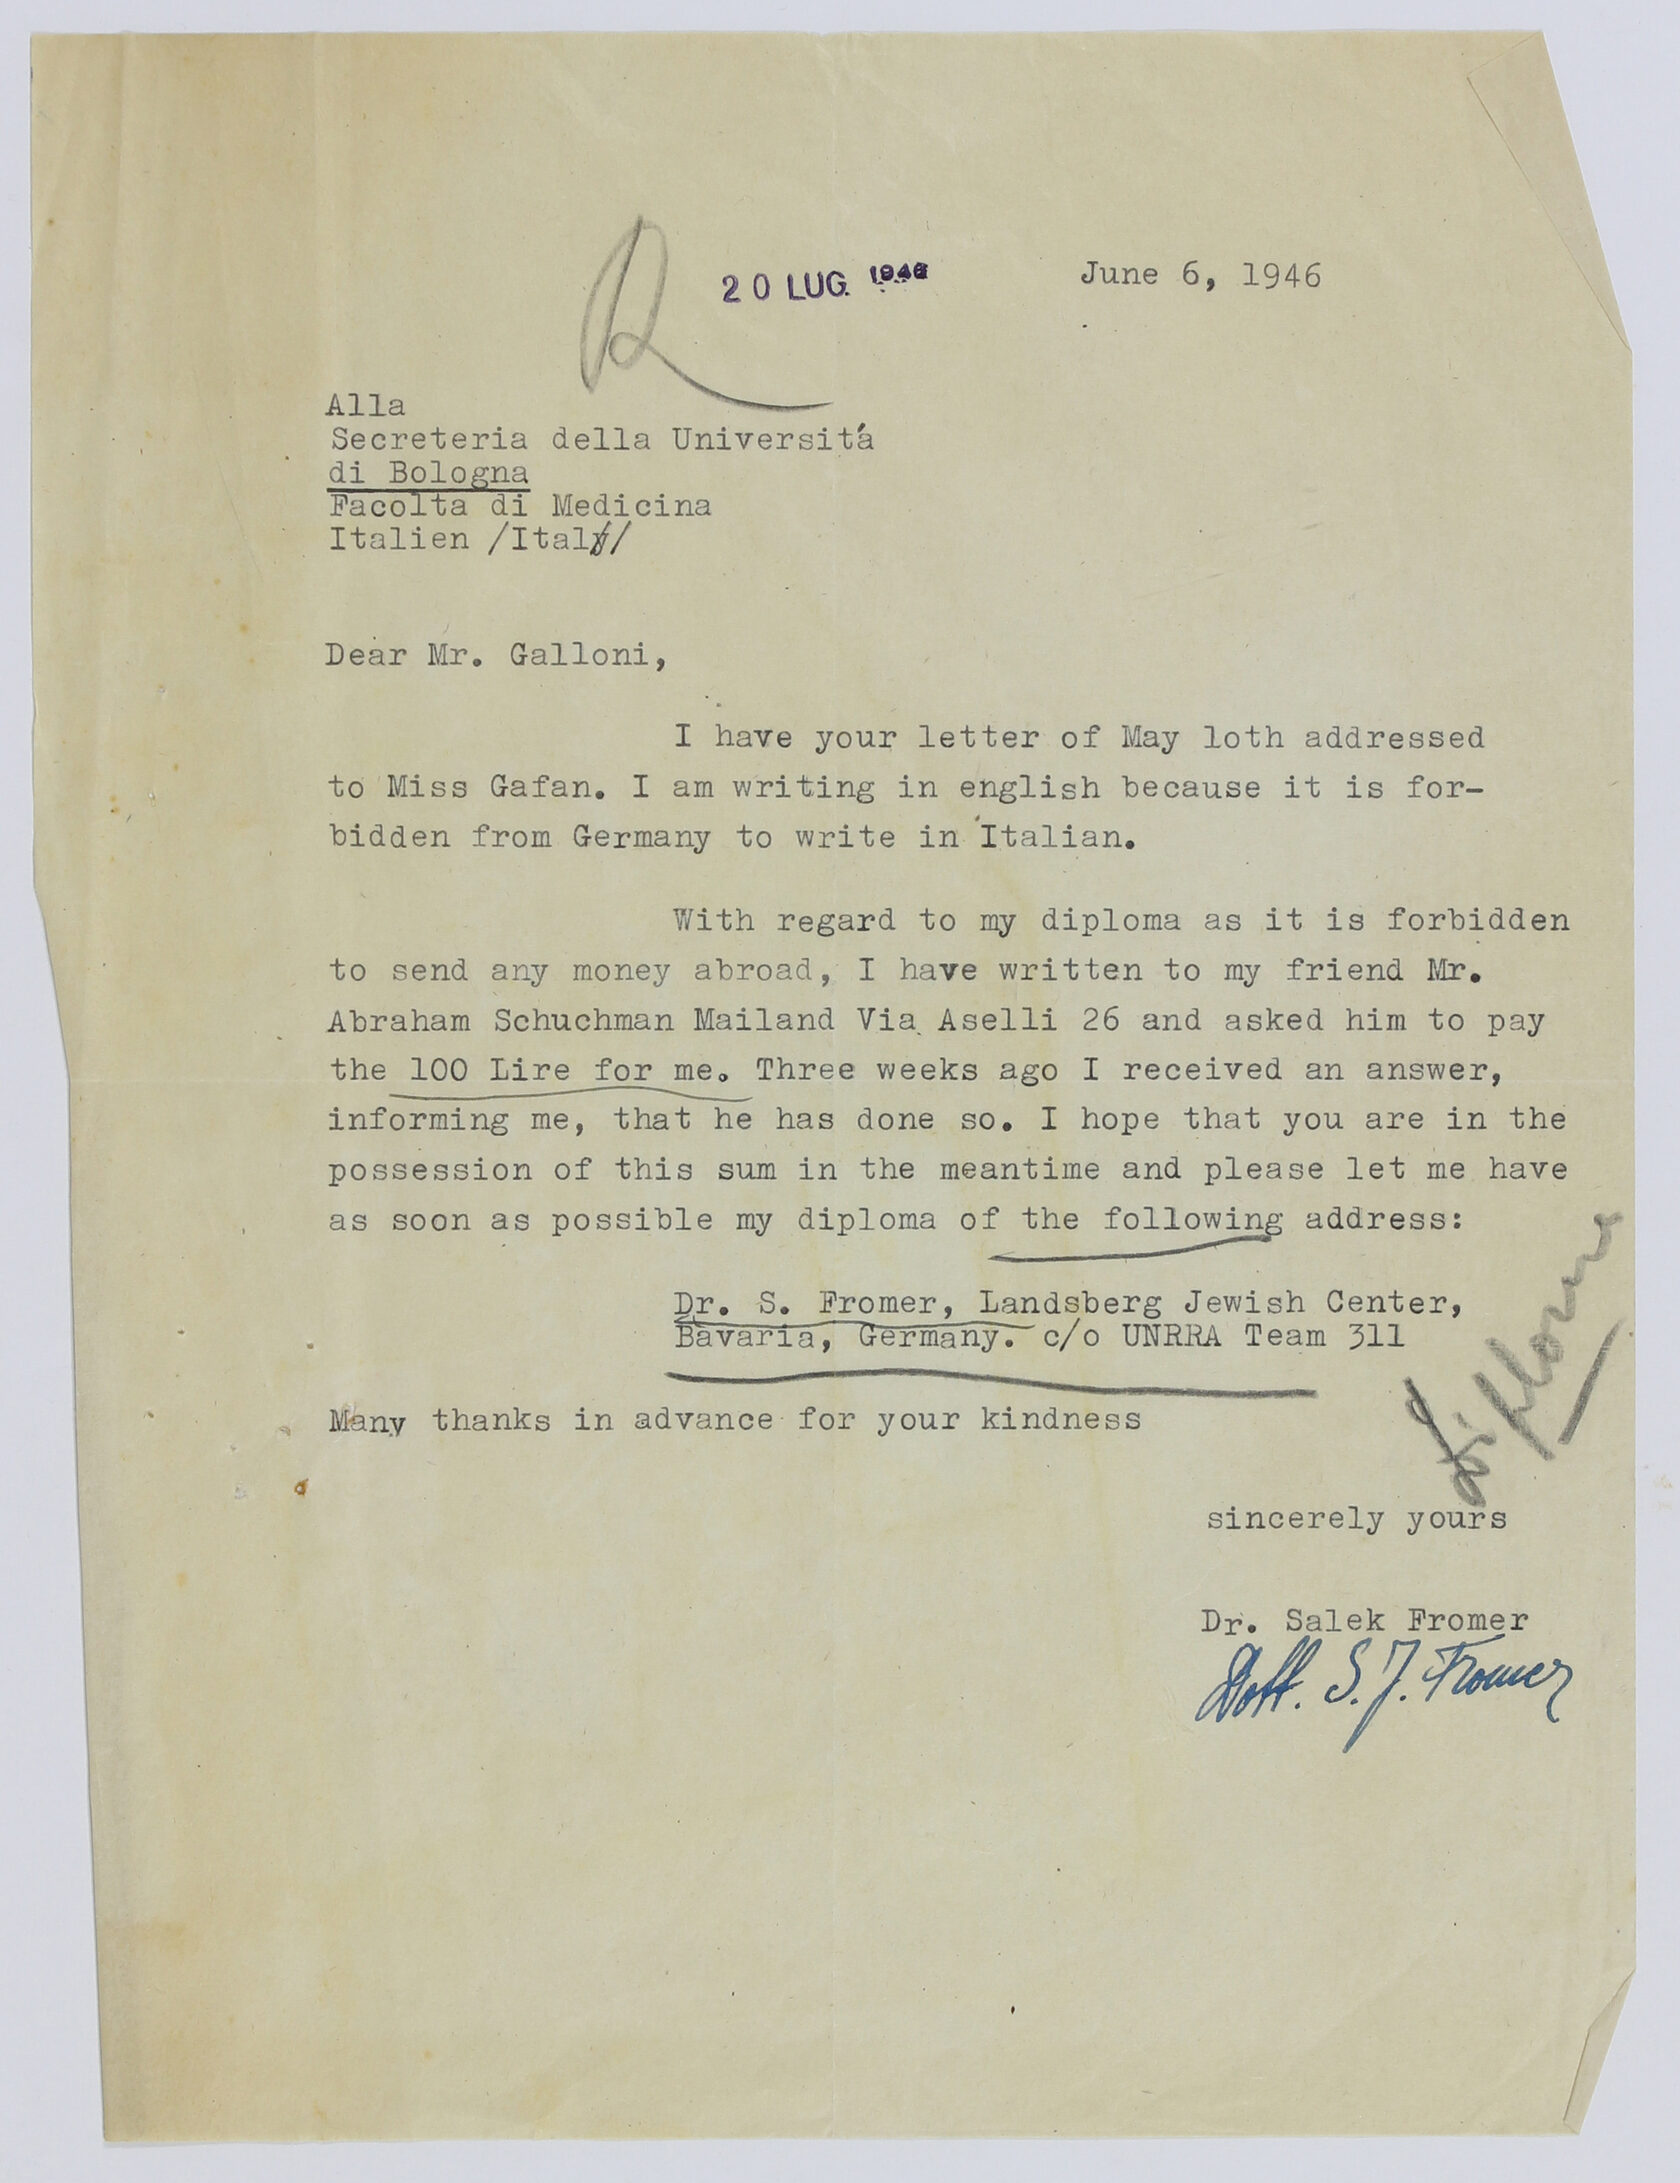 R
20 LUG. 1946
June 6, 1946
Alla
Secreteria della Universitá
di Bologna
Facolta di Medicina
Italien /Italy/
Dear Mr. Galloni,
I have your letter of May loth addressed
to Miss Gafan. I am writing in english because it is for-
bidden from Germany to write in Italian.
With regard to my diploma as it is forbidden
to send any money abroad, I have written to my friend Mr.
Abraham Schuchman Mailand Via Aselli 26 and asked him to pay
the 100 Lire for me. Three weeks ago I received an answer,
informing me, that he has done so. I hope that you are in the
possession of this sum in the meantime and please let me have
as soon as possible my diploma of the following address:
Dr. S. Fromer, Landsberg Jewish Center,
Bavaria, Germany. c/o UNRRA Team 311
Diploma
Many thanks in advance for your kindness
sincerely yours
Dr. Salek Fromer
Dott. S. J. Fromer